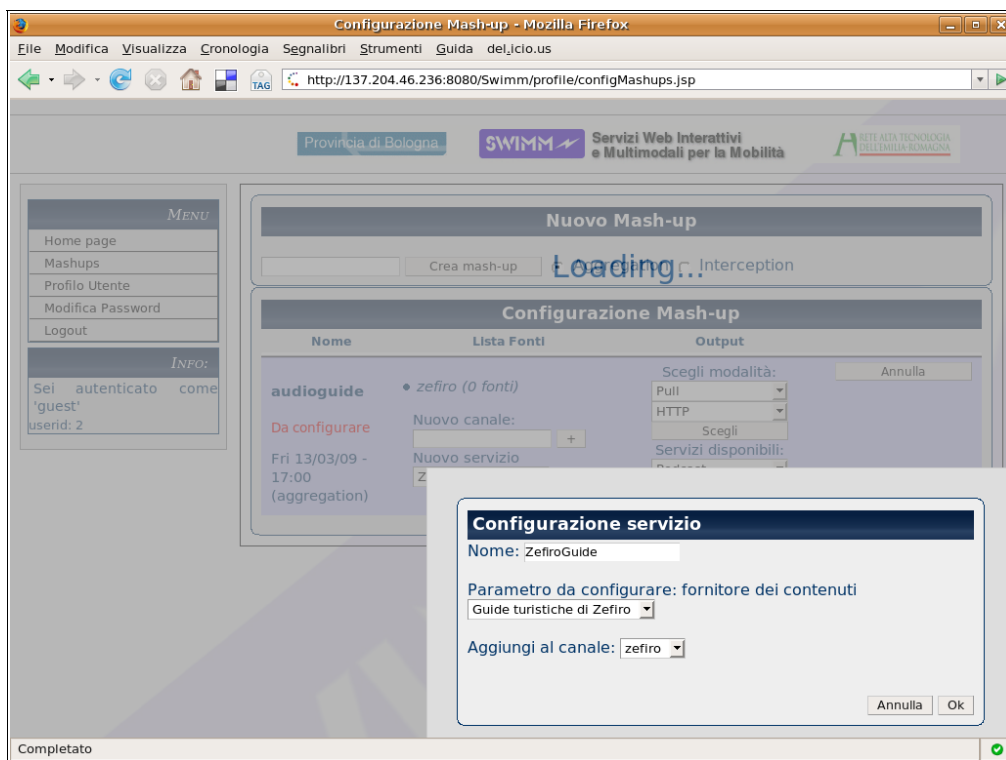 Configurazione Mash-up - Mozilla Firefox
File Modifica Visualizza Cronologia Segnalibri Strumenti Guida del.icio.us
TAG http://137.204.46.236:8080/Swimm/profile/configMashups.jsp
Provincia di Bologna
SWIMM
Servizi Web Interattivi
e Multimodali per la Mobilità
RETE ALTA TECNOLOGIA
DELL'EMILIA-ROMAGNA
MENU
Home page
Mashups
Profilo Utente
Modifica Password
Logout
INFO:
Sei autenticato come
'guest'
userid: 2
Nuovo Mash-up
Crea mash-up Aggregation Interception
Loading...
Configurazione Mash-up
Nome Lista Fonti Output
audioguide
Da configurare
Fri 13/03/09 -
17:00
(aggregation)
• zefiro (0 fonti)
Nuovo canale:
+
Nuovo servizio
Z
Scegli modalità:
Pull
HTTP
Scegli
Servizi disponibili:
Podcast
Annulla
Configurazione servizio
Nome: ZefiroGuide
Parametro da configurare: fornitore dei contenuti
Guide turistiche di Zefiro
Aggiungi al canale: zefiro
Annulla Ok
Completato